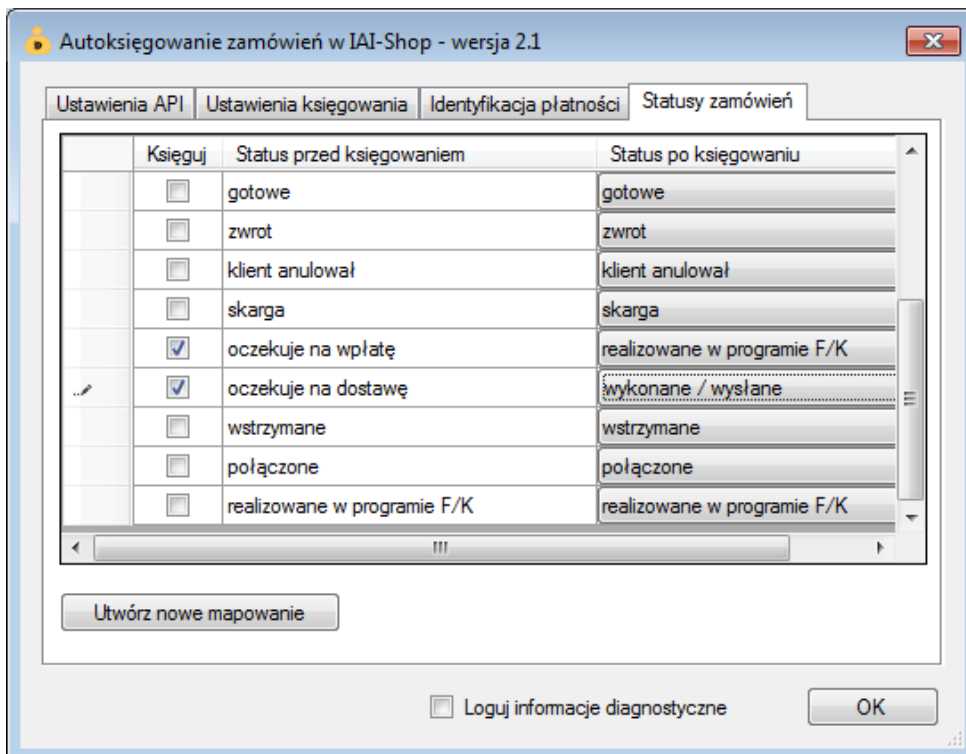 Autoksięgowanie zamówień w IAI-Shop - wersja 2.1
Ustawienia API Ustawienia księgowania Identyfikacja płatności Statusy zamówień
Księguj Status przed księgowaniem Status po księgowaniu
gotowe gotowe
zwrot zwrot
klient anulował klient anulował
skarga skarga
oczekuje na wpłatę realizowane w programie F/K
oczekuje na dostawę wykonane / wysłane
wstrzymane wstrzymane
połączone połączone
realizowane w programie F/K realizowane w programie F/K
Utwórz nowe mapowanie
Loguj informacje diagnostyczne OK